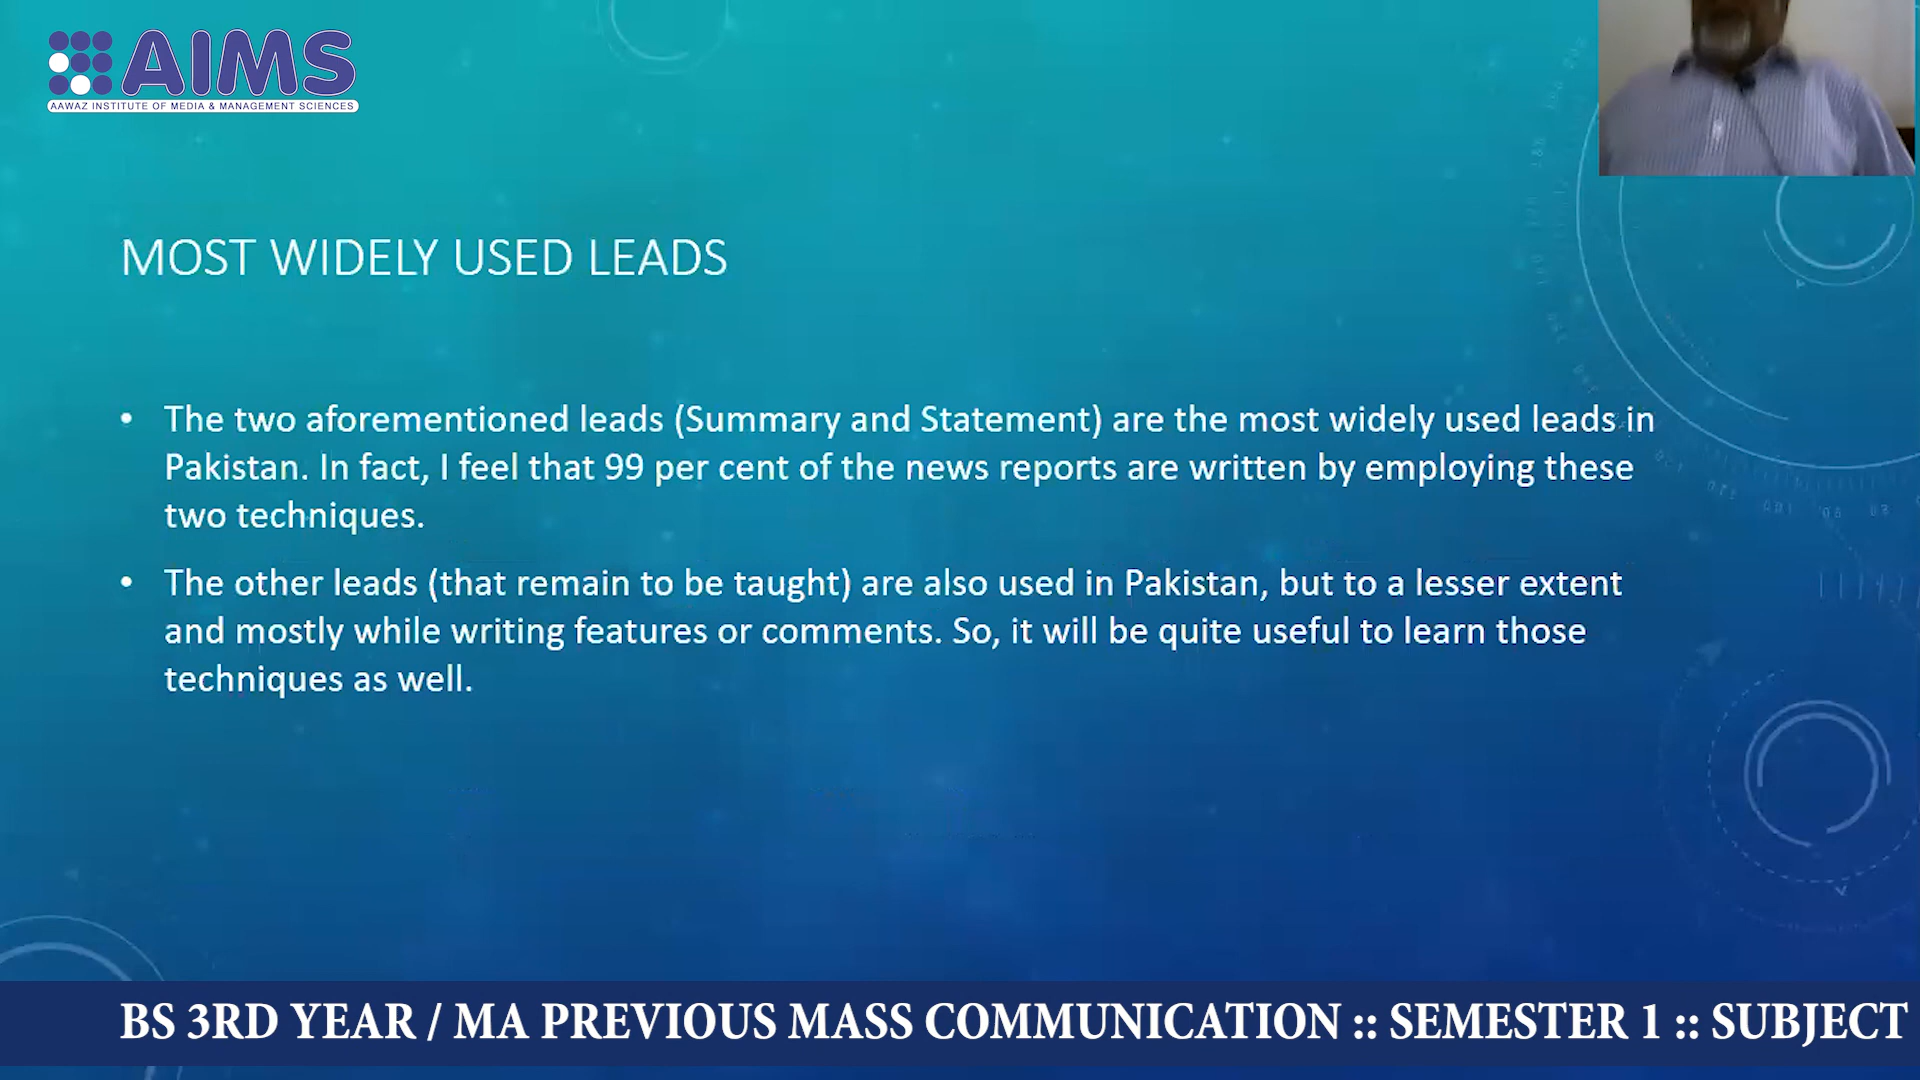 AIMS
AAWAZ INSTITUTE OF MEDIA & MANAGEMENT SCIENCES
MOST WIDELY USED LEADS
• The two aforementioned leads (Summary and Statement) are the most widely used leads in
Pakistan. In fact, I feel that 99 per cent of the news reports are written by employing these
two techniques.
• The other leads (that remain to be taught) are also used in Pakistan, but to a lesser extent
and mostly while writing features or comments. So, it will be quite useful to learn those
techniques as well.
BS 3RD YEAR / MA PREVIOUS MASS COMMUNICATION :: SEMESTER 1 :: SUBJECT